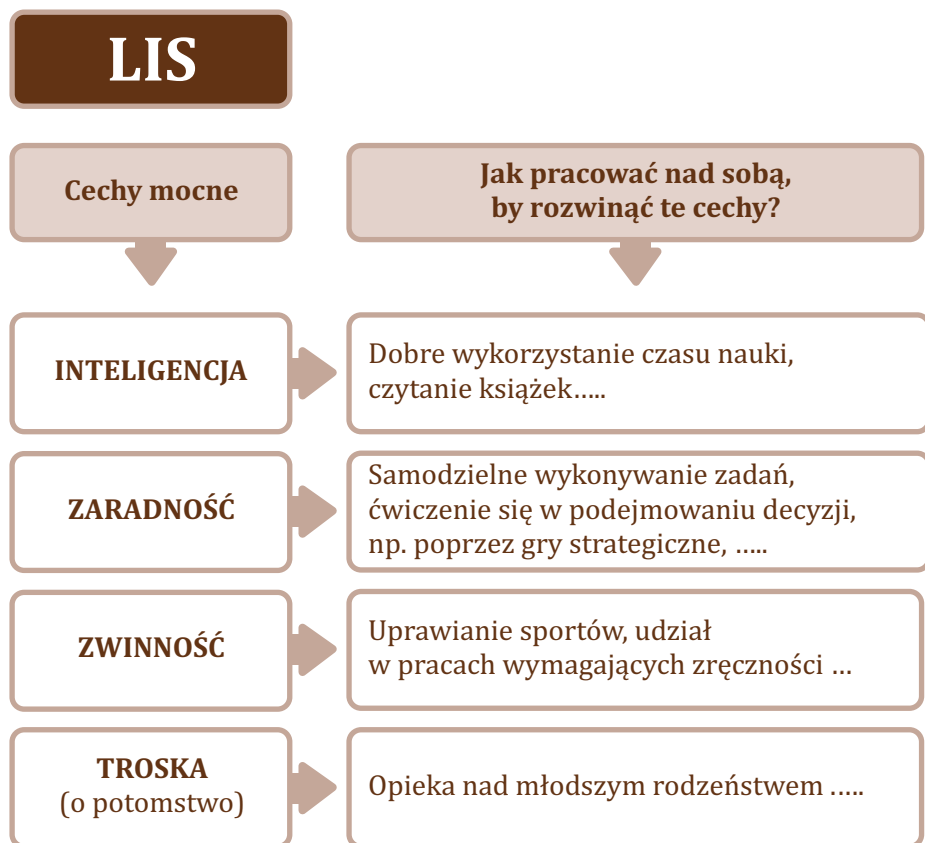 LIS
Cechy mocne
Jak pracować nad sobą,
by rozwinąć te cechy?
INTELIGENCJA
Dobre wykorzystanie czasu nauki,
czytanie książek.....
ZARADNOŚĆ
Samodzielne wykonywanie zadań,
ćwiczenie się w podejmowaniu decyzji,
np. poprzez gry strategiczne, .....
ZWINNOŚĆ
Uprawianie sportów, udział
w pracach wymagających zręczności ...
TROSKA
(o potomstwo)
Opieka nad młodszym rodzeństwem .....